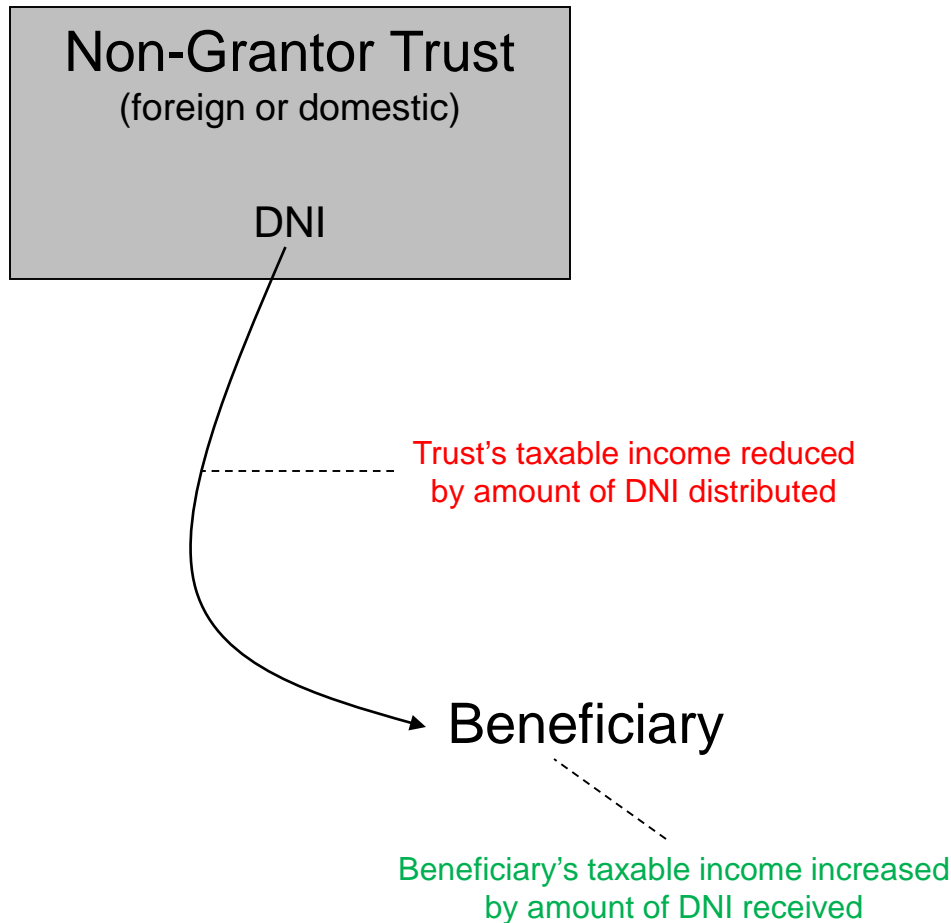 Non-Grantor Trust
(foreign or domestic)
DNI
Trust's taxable income reduced
by amount of DNI distributed
Beneficiary
Beneficiary's taxable income increased
by amount of DNI received